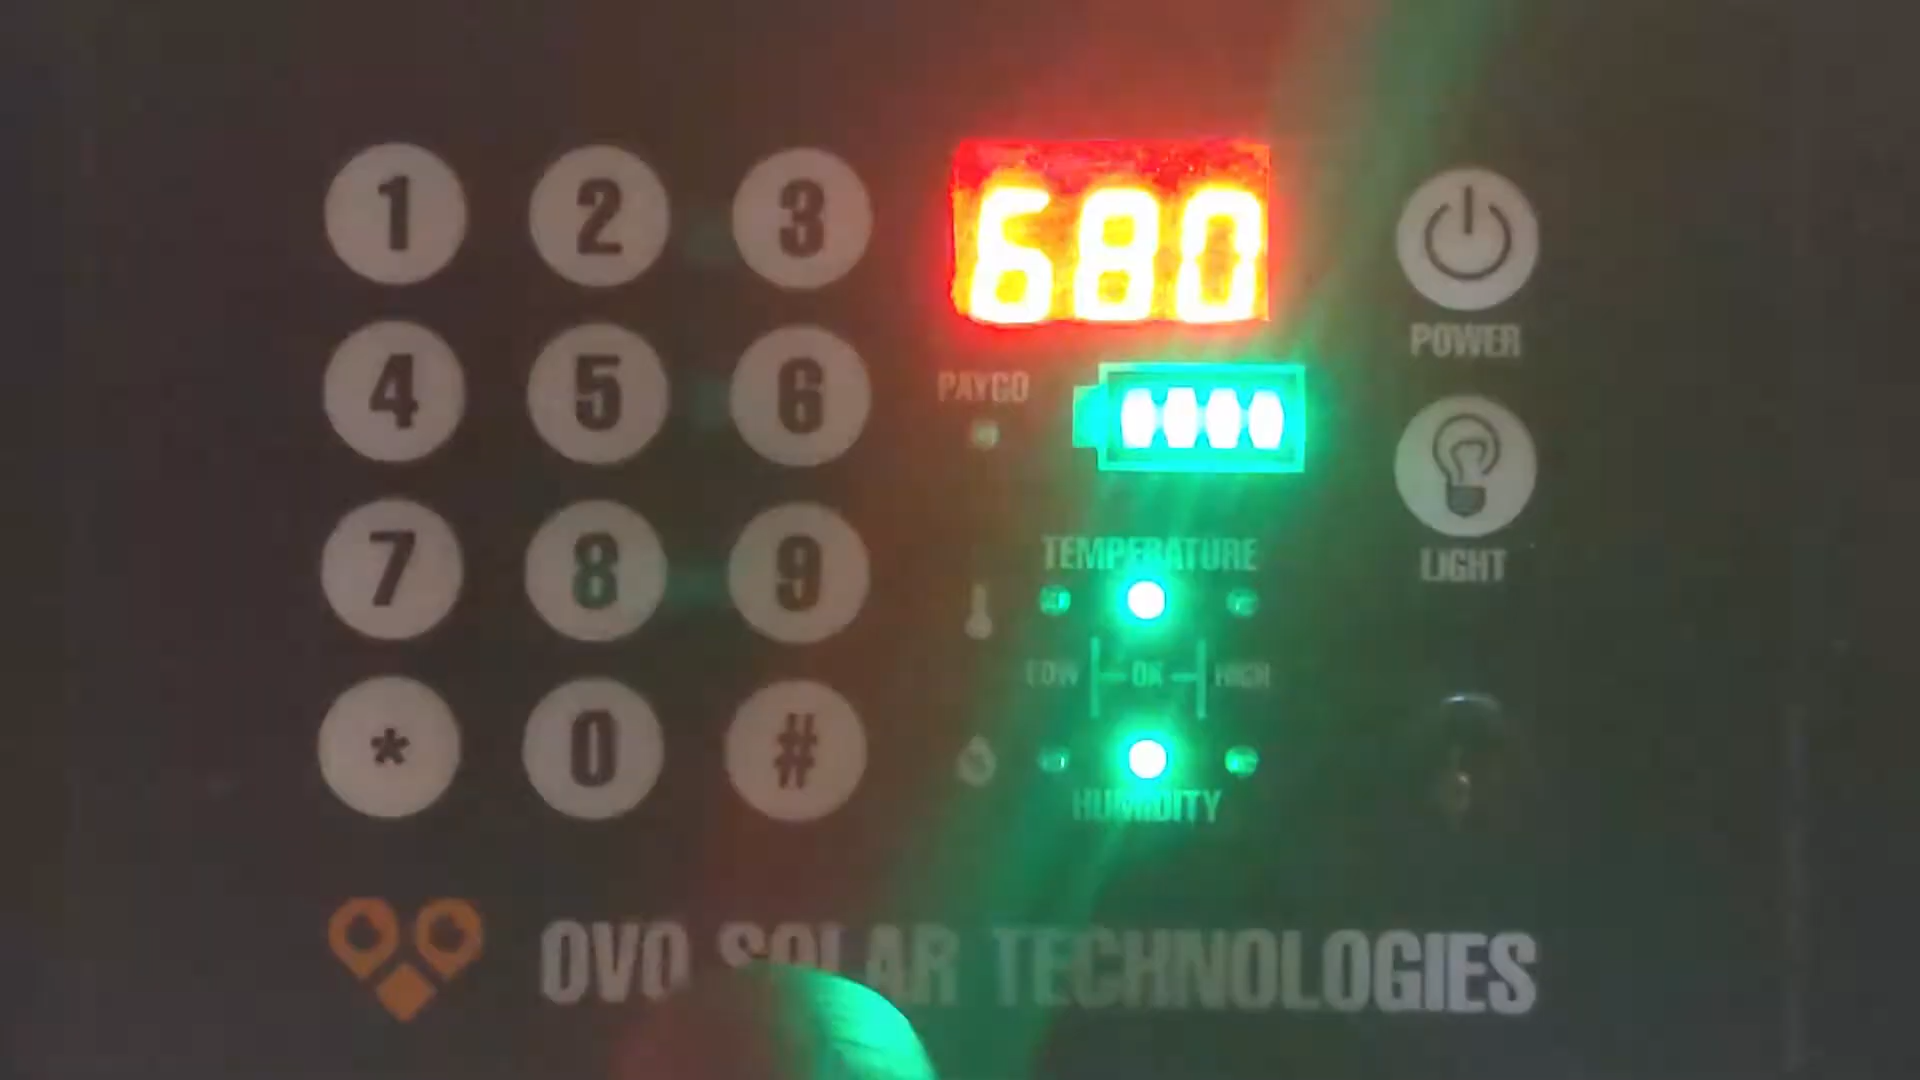 1 2 3
680
POWER
4 5 6
PAYGO
LIGHT
7 8 9
TEMPERATURE
LOW OK HIGH
* 0 #
HUMIDITY
OVO SOLAR TECHNOLOGIES